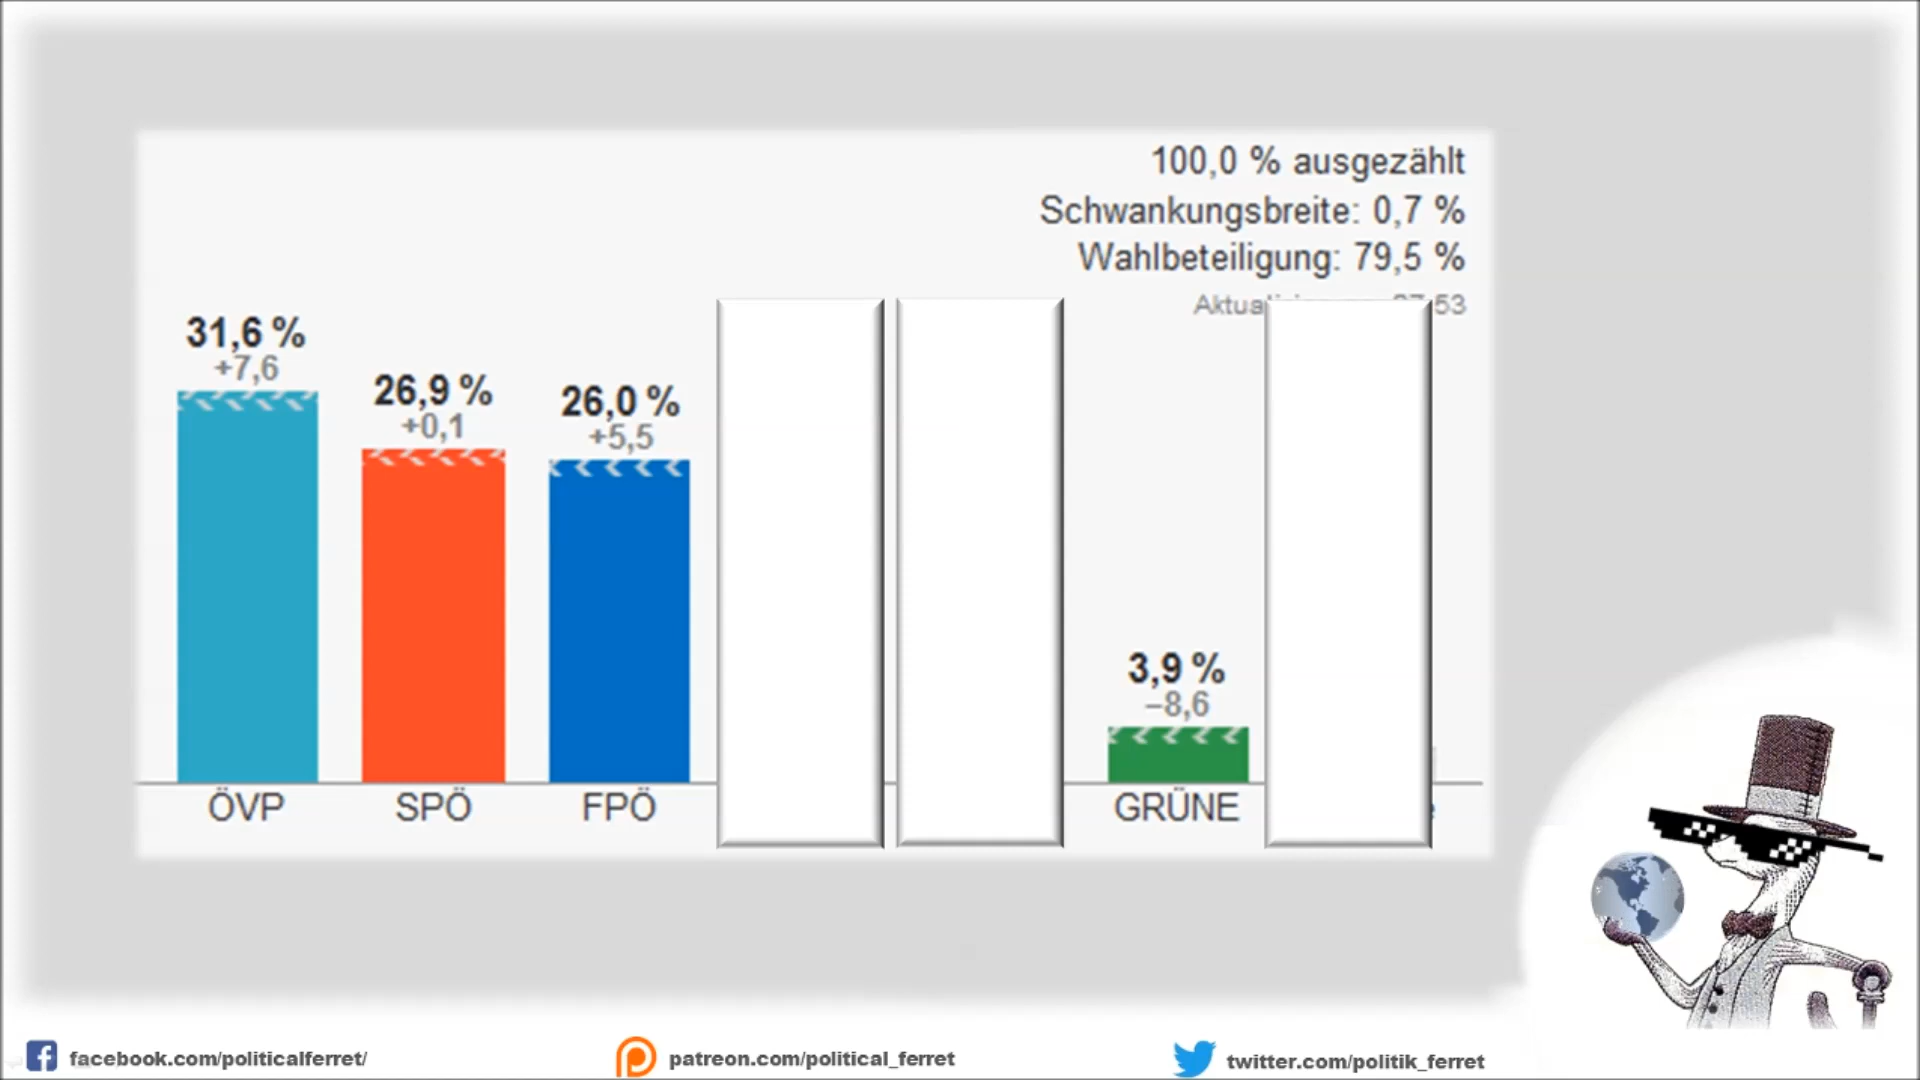 100,0 % ausgezählt
Schwankungsbreite: 0,7 %
Wahlbeteiligung: 79,5 %
53
31,6 %
+7,6
26,9 %
+0,1
26,0 %
+5,5
3,9 %
–8,6
ÖVP
SPÖ
FPÖ
GRÜNE
facebook.com/politicalferret/
patreon.com/political_ferret
twitter.com/politik_ferret